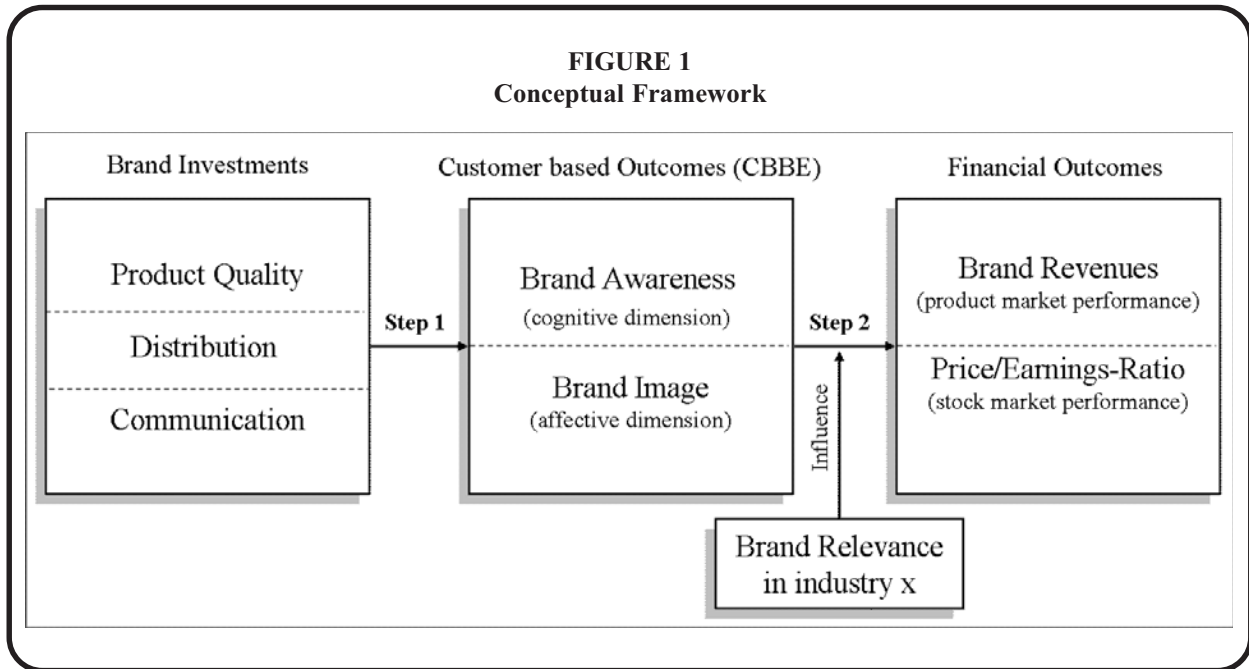 FIGURE 1
Conceptual Framework
Brand Investments
Product Quality
Distribution
Communication
Step 1
Customer based Outcomes (CBBE)
Brand Awareness
(cognitive dimension)
Brand Image
(affective dimension)
Step 2
Influence
Brand Relevance
in industry x
Financial Outcomes
Brand Revenues
(product market performance)
Price/Earnings-Ratio
(stock market performance)